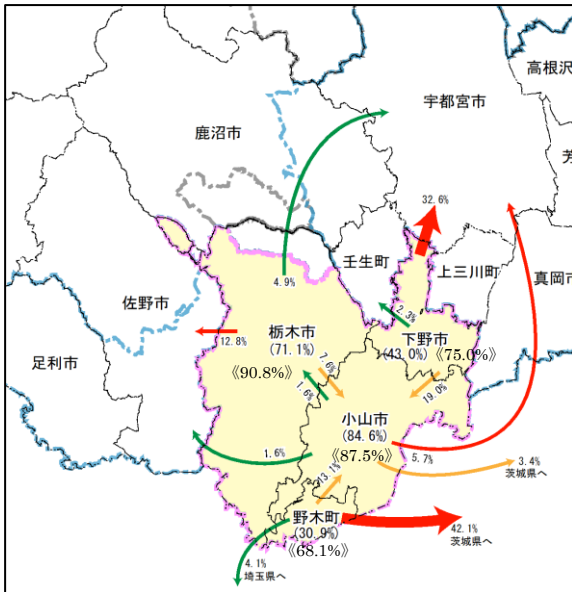 高根沢
宇都宮市
鹿沼市
芳
32.6%
壬生町
上三川町
真岡市
佐野市
4.9%
2.3%
栃木市
下野市
12.8%
(71.1%)
(43.0%)
《75.0%》
足利市
7.6%
《90.8%》
1.6%
19.0%
小山市
(84.6%)
1.6%
《87.5%》
5.7%
3.4%
茨城県へ
13.1%
野木町
(30.9%)
42.1%
茨城県へ
《68.1%》
4.1%
埼玉県へ